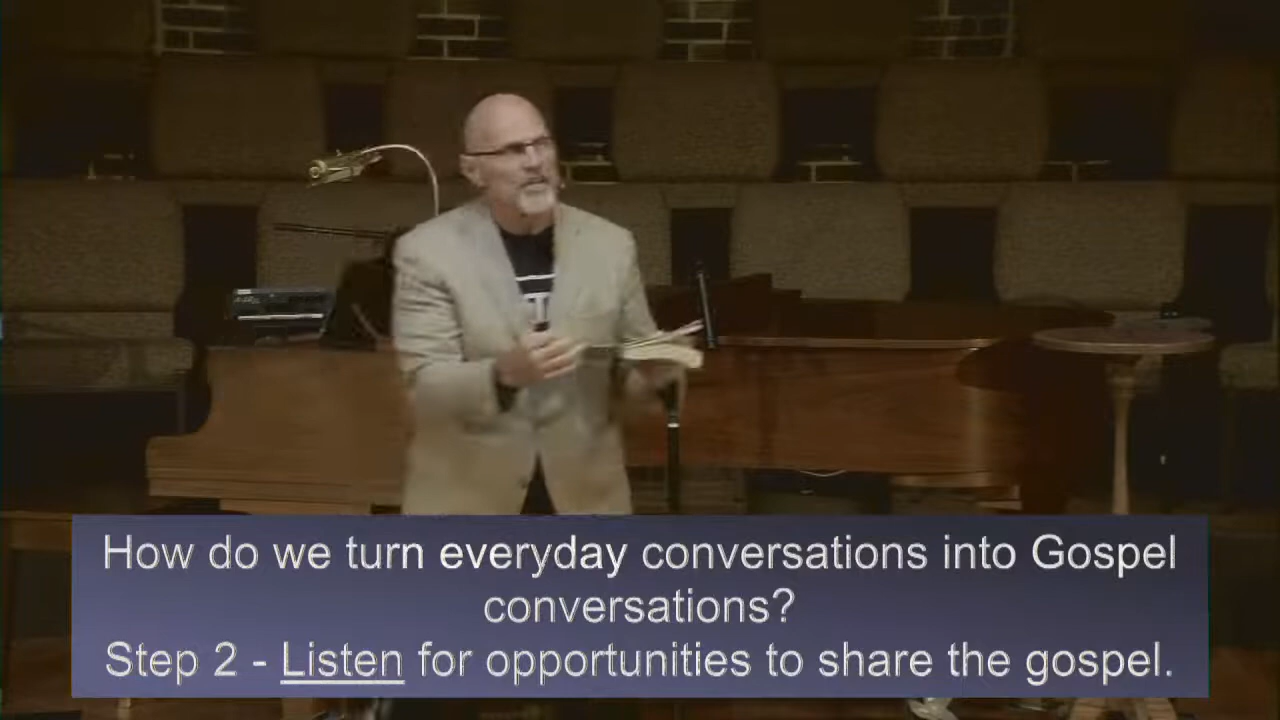 How do we turn everyday conversations into Gospel
conversations?
Step 2 - Listen for opportunities to share the gospel.